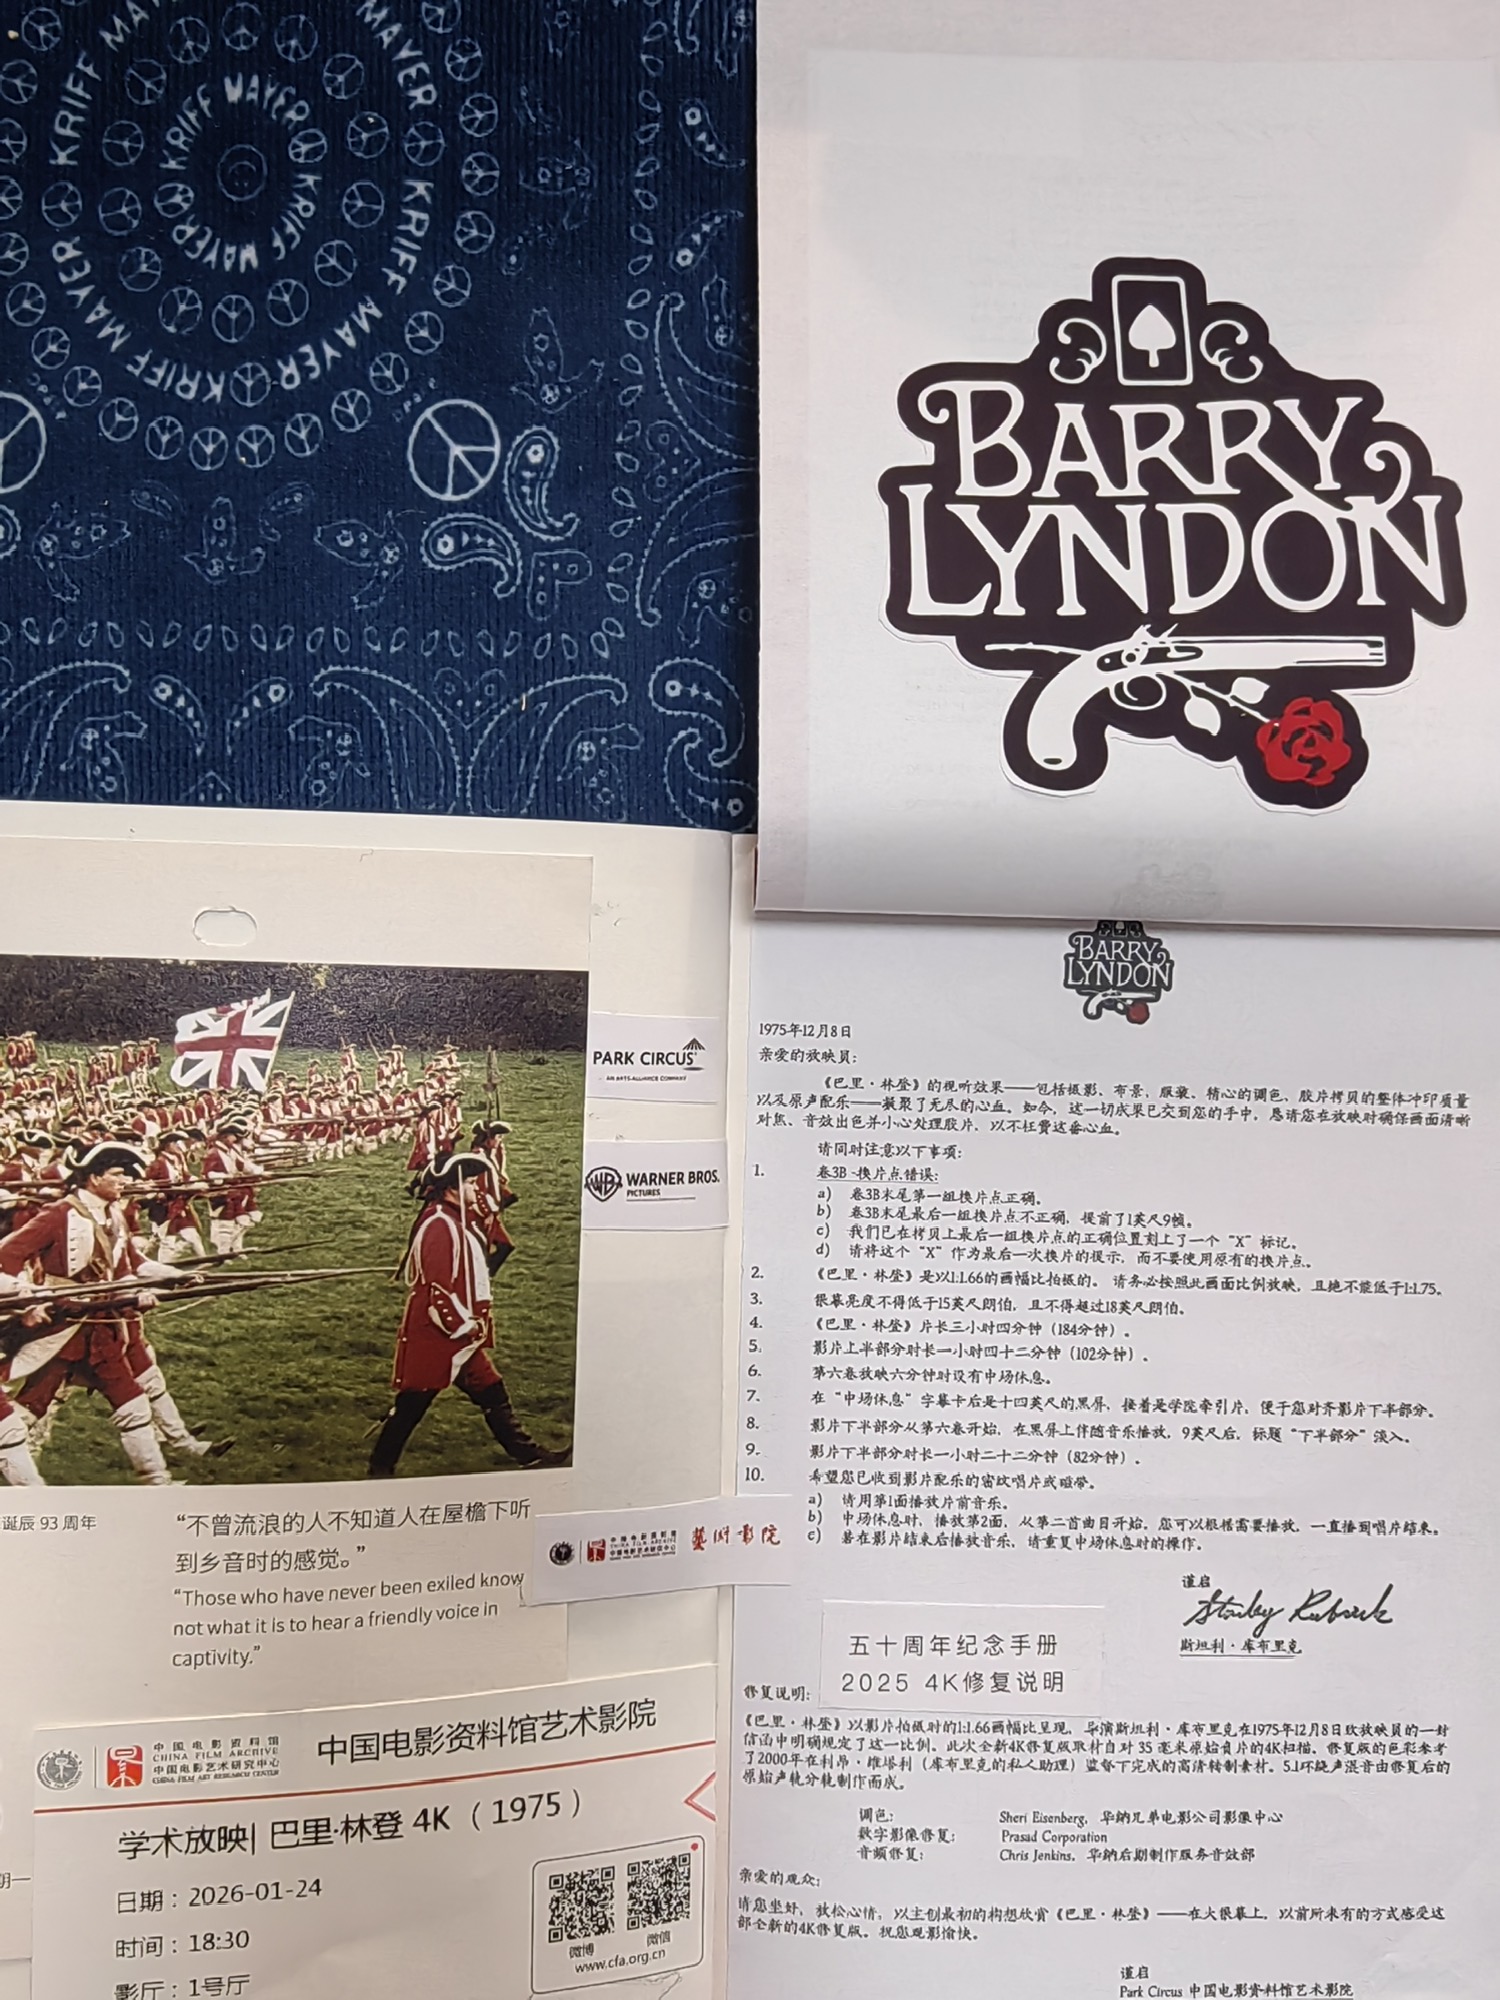 KRIFF MAYER KRIFF MAYER KRIFF MAYER KRIFF MAYER
KRIFF MAYER KRIFF MAYER
BARRY
LYNDON
PARK CIRCUS
AN ARTS ALLIANCE COMPANY
WB WARNER BROS.
PICTURES
诞辰 93 周年
“不曾流浪的人不知道人在屋檐下听
到乡音时的感觉。”
“Those who have never been exiled know
not what it is to hear a friendly voice in
captivity.”
中国电影资料馆
CHINA FILM ARCHIVE
中国电影艺术研究中心
艺术影院
中国电影资料馆
CHINA FILM ARCHIVE
中国电影艺术研究中心
CHINA FILM ART RESEARCH CENTER
中国电影资料馆艺术影院
学术放映| 巴里·林登 4K（1975）
日期：2026-01-24
时间：18:30
影厅：1号厅
微博 微信
www.cfa.org.cn
BARRY
LYNDON
1975年12月8日
亲爱的放映员：
《巴里·林登》的视听效果——包括摄影、布景、服装、精心的调色、胶片拷贝的整体冲印质量
以及原声配乐——凝聚了无尽的心血。如今，这一切成果已交到您的手中，恳请您在放映时确保画面清晰
对焦、音效出色并小心处理胶片，以不枉费这番心血。
请同时注意以下事项：
1. 卷3B-换片点错误：
a) 卷3B末尾第一组换片点正确。
b) 卷3B末尾最后一组换片点不正确，提前了1英尺9帧。
c) 我们已在拷贝上最后一组换片点的正确位置刻上了一个“X”标记。
d) 请将这个“X”作为最后一次换片的提示，而不要使用原有的换片点。
2. 《巴里·林登》是以1:1.66的画幅比拍摄的。请务必按照此画面比例放映，且绝不能低于1:1.75。
3. 银幕亮度不得低于15英尺朗伯，且不得超过18英尺朗伯。
4. 《巴里·林登》片长三小时四分钟（184分钟）。
5. 影片上半部分时长一小时四十二分钟（102分钟）。
6. 第六卷放映六分钟时设有中场休息。
7. 在“中场休息”字幕卡后是十四英尺的黑屏，接着是学院牵引片，便于您对齐影片下半部分。
8. 影片下半部分从第六卷开始，在黑屏上伴随音乐播放，9英尺后，标题“下半部分”淡入。
9. 影片下半部分时长一小时二十二分钟（82分钟）。
10. 希望您已收到影片配乐的密纹唱片或磁带。
a) 请用第1面播放片前音乐。
b) 中场休息时，播放第2面，从第二首曲目开始。您可以根据需要播放，一直播到唱片结束。
c) 若在影片结束后播放音乐，请重复中场休息时的操作。
谨启
Stanley Kubrick
斯坦利·库布里克
五十周年纪念手册
2025 4K修复说明
修复说明：
《巴里·林登》以影片拍摄时的1:1.66画幅比呈现，导演斯坦利·库布里克在1975年12月8日致放映员的一封
信函中明确规定了这一比例。此次全新4K修复版取材自对 35 毫米原始负片的4K扫描。修复版的色彩参考
了2000年在利昂·维塔利（库布里克的私人助理）监督下完成的高清转制素材。5.1环绕声混音由修复后的
原始声轨分轨制作而成。
调色： Sheri Eisenberg，华纳兄弟电影公司影像中心
数字影像修复： Prasad Corporation
音频修复： Chris Jenkins，华纳后期制作服务音效部
亲爱的观众：
请您坐好，放松心情，以主创最初的构想欣赏《巴里·林登》——在大银幕上，以前所未有的方式感受这
部全新的4K修复版。祝您观影愉快。
谨启
Park Circus 中国电影资料馆艺术影院